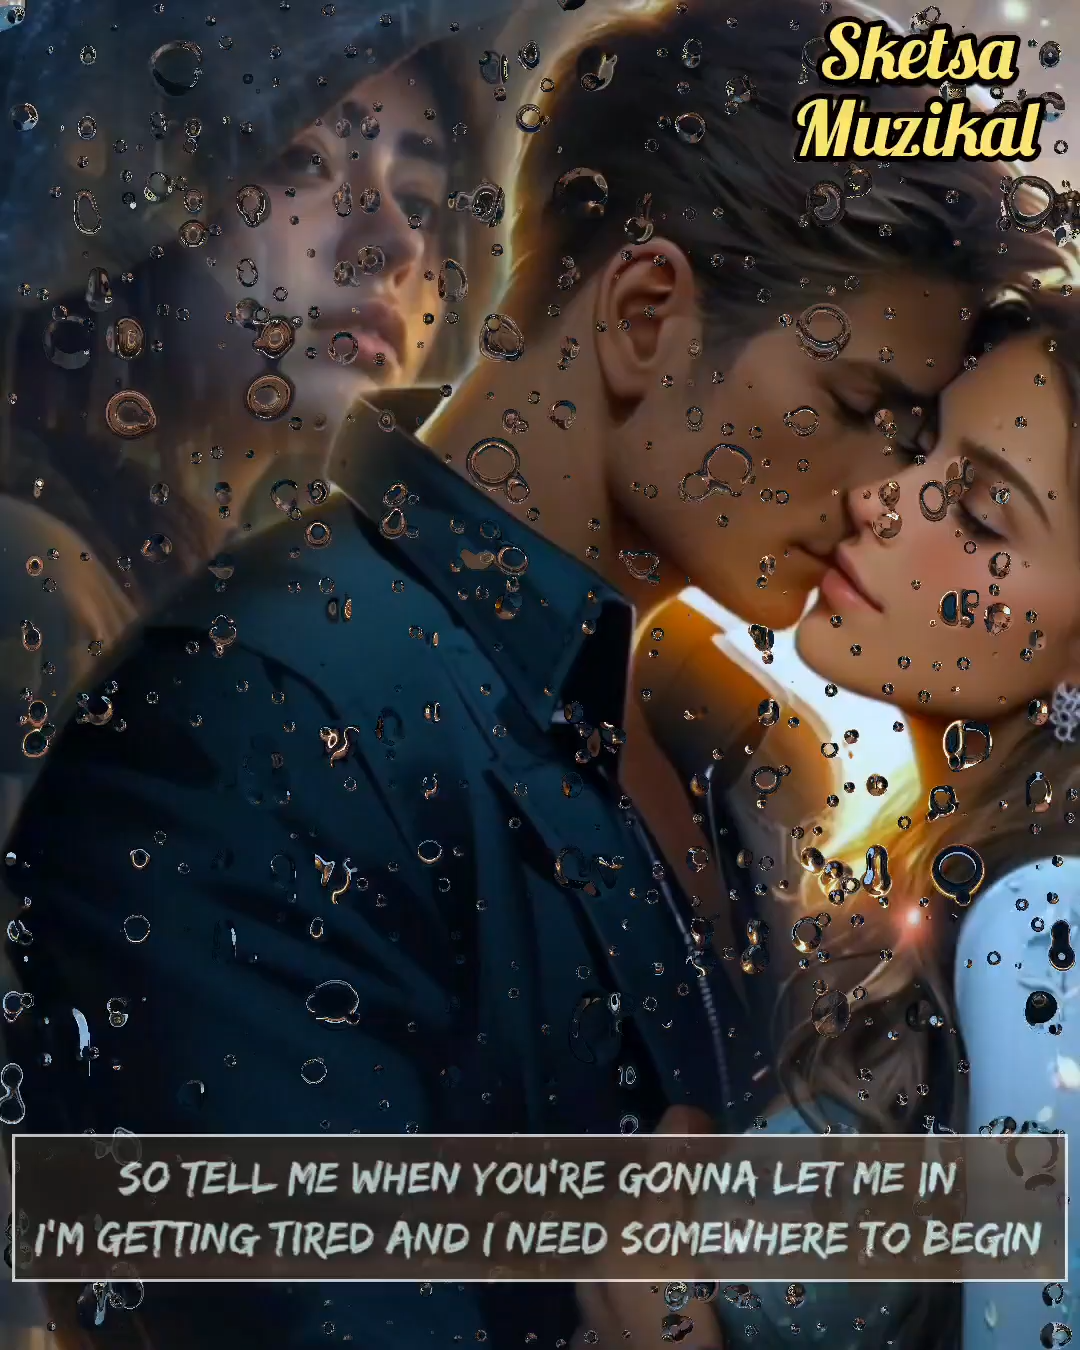 Sketsa
Muzikal
SO TELL ME WHEN YOU'RE GONNA LET ME IN
I'M GETTING TIRED AND I NEED SOMEWHERE TO BEGIN